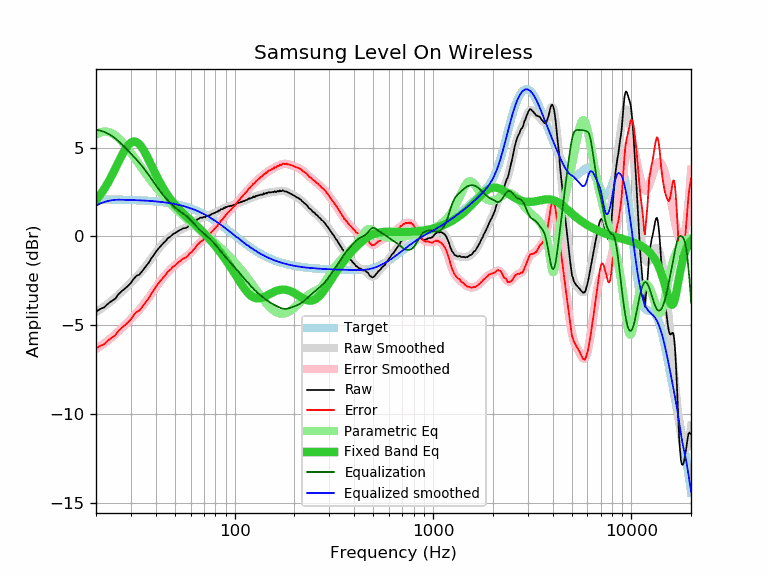 Samsung Level On Wireless
Amplitude (dBr)
5
0
−5
−10
−15
100
1000
10000
Frequency (Hz)
Target
Raw Smoothed
Error Smoothed
Raw
Error
Parametric Eq
Fixed Band Eq
Equalization
Equalized smoothed